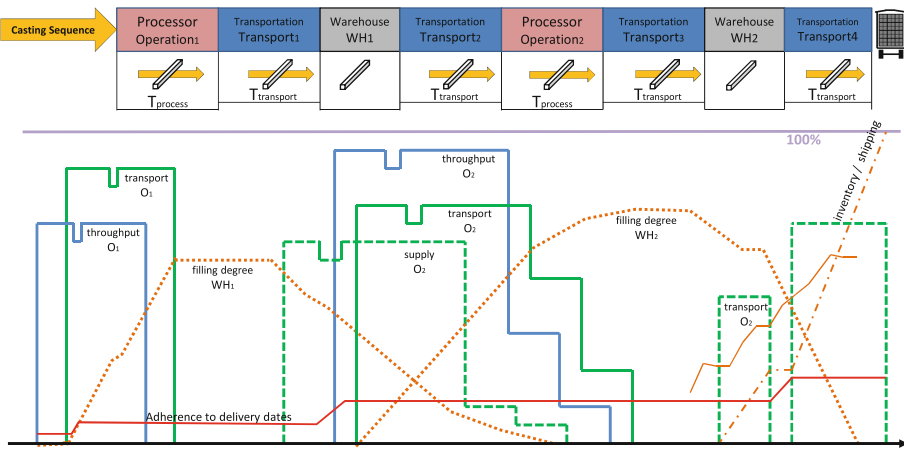 Casting Sequence
Processor
Operation1
Transportation
Transport1
Warehouse
WH1
Transportation
Transport2
Processor
Operation2
Transportation
Transport3
Warehouse
WH2
Transportation
Transport4
Tprocess
Ttransport
Ttransport
Tprocess
Ttransport
Ttransport
100%
inventory / shipping
throughput
O2
transport
O1
transport
O2
filling degree
WH2
throughput
O1
supply
O2
filling degree
WH1
transport
O2
Adherence to delivery dates